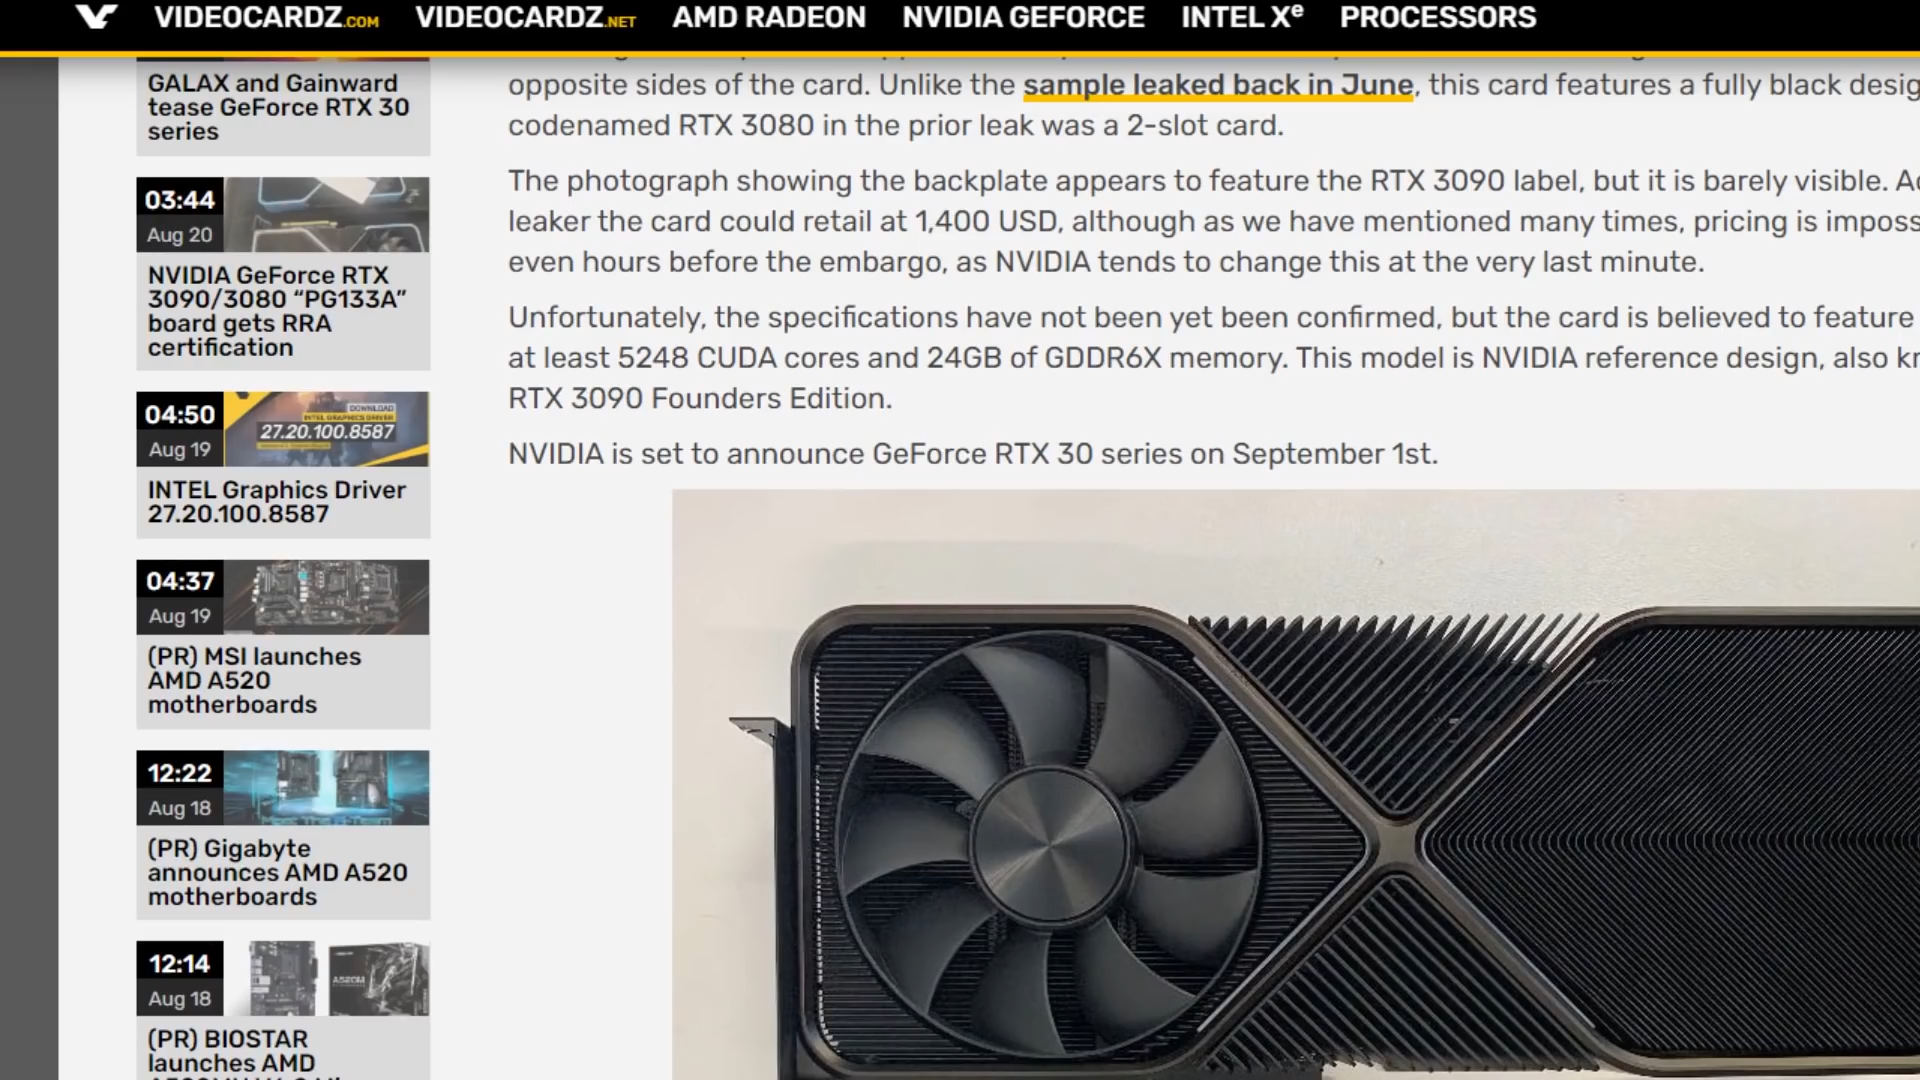 VIDEOCARDZ.COM VIDEOCARDZ.NET AMD RADEON NVIDIA GEFORCE INTEL Xe PROCESSORS
GALAX and Gainward
tease GeForce RTX 30
series
03:44
Aug 20
NVIDIA GeForce RTX
3090/3080 “PG133A”
board gets RRA
certification
04:50
Aug 19
DOWNLOAD
INTEL GRAPHICS DRIVER
27.20.100.8587
INTEL Graphics Driver
27.20.100.8587
04:37
Aug 19
(PR) MSI launches
AMD A520
motherboards
12:22
Aug 18
(PR) Gigabyte
announces AMD A520
motherboards
12:14
Aug 18
A520M
(PR) BIOSTAR
launches AMD
opposite sides of the card. Unlike the sample leaked back in June, this card features a fully black
codenamed RTX 3080 in the prior leak was a 2-slot card.
The photograph showing the backplate appears to feature the RTX 3090 label, but it is barely visible.
leaker the card could retail at 1,400 USD, although as we have mentioned many times, pricing is
even hours before the embargo, as NVIDIA tends to change this at the very last minute.
Unfortunately, the specifications have not been yet been confirmed, but the card is believed to feature
at least 5248 CUDA cores and 24GB of GDDR6X memory. This model is NVIDIA reference design, also
RTX 3090 Founders Edition.
NVIDIA is set to announce GeForce RTX 30 series on September 1st.